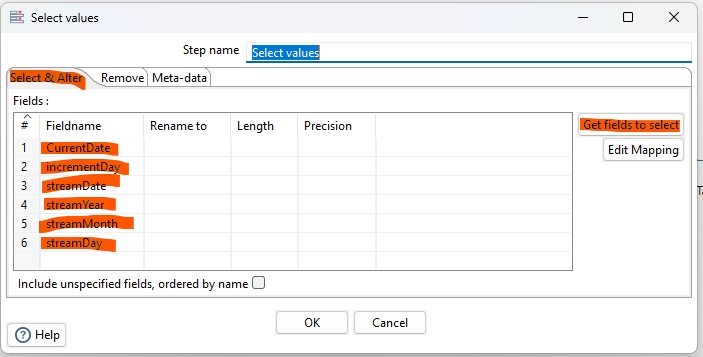 Select values
Step name Select values
Select & Alter Remove Meta-data
Fields :
# Fieldname Rename to Length Precision
Get fields to select
1 CurrentDate
Edit Mapping
2 incrementDay
3 streamDate
4 streamYear
5 streamMonth
6 streamDay
Include unspecified fields, ordered by name
OK Cancel
Help